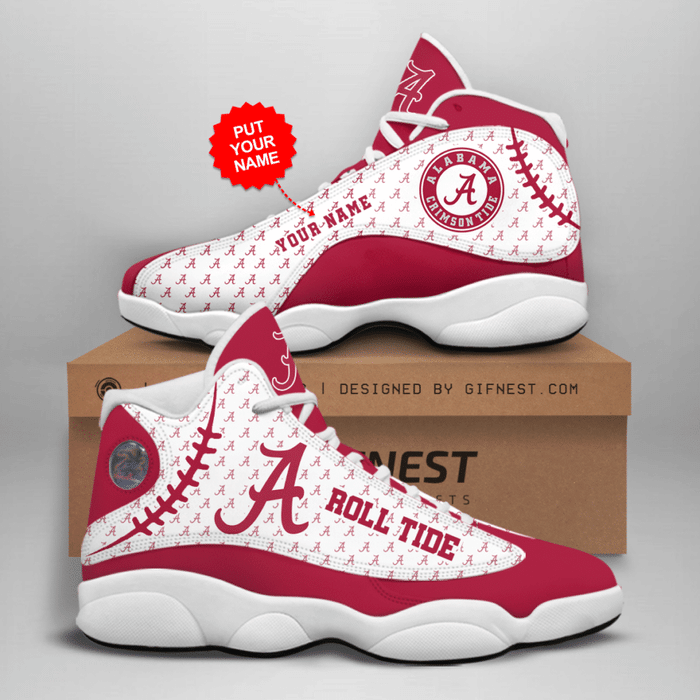 PUT
YOUR
NAME
YOUR NAME
ALABAMA
A
CRIMSON TIDE
| DESIGNED BY GIFNEST.COM
NEST
A
ROLL TIDE